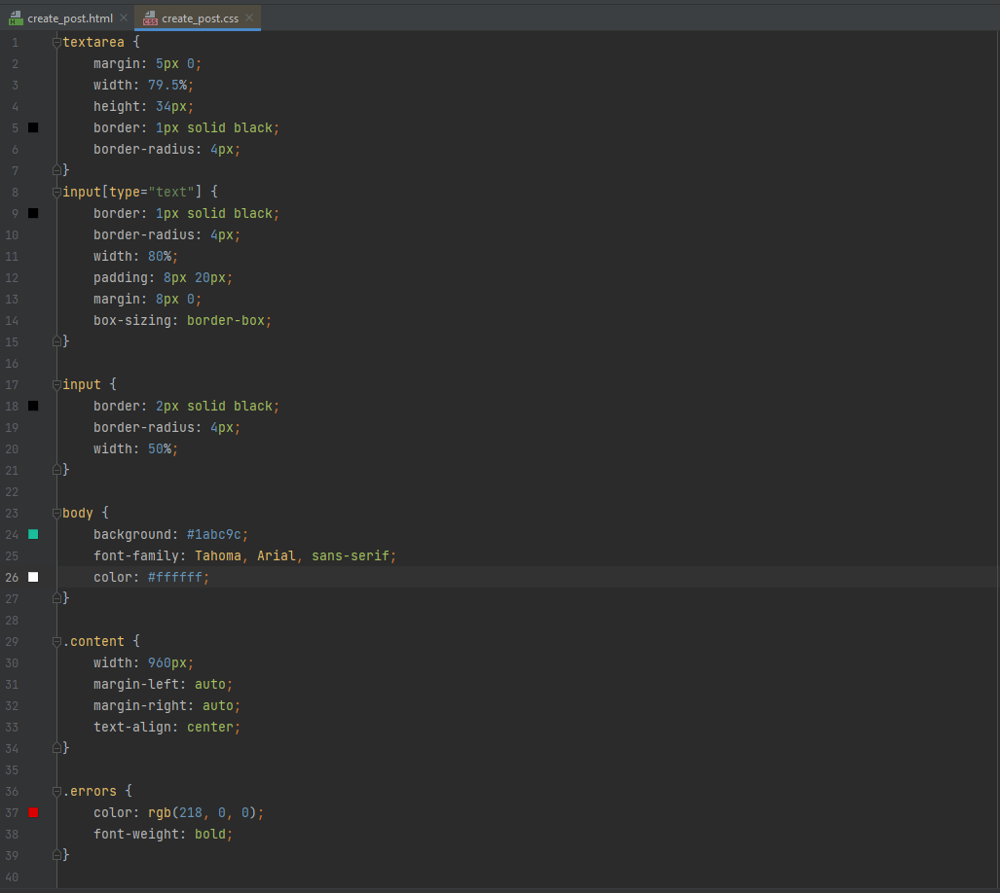 create_post.html create_post.css
1 textarea {
2 margin: 5px 0;
3 width: 79.5%;
4 height: 34px;
5 border: 1px solid black;
6 border-radius: 4px;
7 }
8 input[type="text"] {
9 border: 1px solid black;
10 border-radius: 4px;
11 width: 80%;
12 padding: 8px 20px;
13 margin: 8px 0;
14 box-sizing: border-box;
15 }
16
17 input {
18 border: 2px solid black;
19 border-radius: 4px;
20 width: 50%;
21 }
22
23 body {
24 background: #1abc9c;
25 font-family: Tahoma, Arial, sans-serif;
26 color: #ffffff;
27 }
28
29 .content {
30 width: 960px;
31 margin-left: auto;
32 margin-right: auto;
33 text-align: center;
34 }
35
36 .errors {
37 color: rgb(218, 0, 0);
38 font-weight: bold;
39 }
40